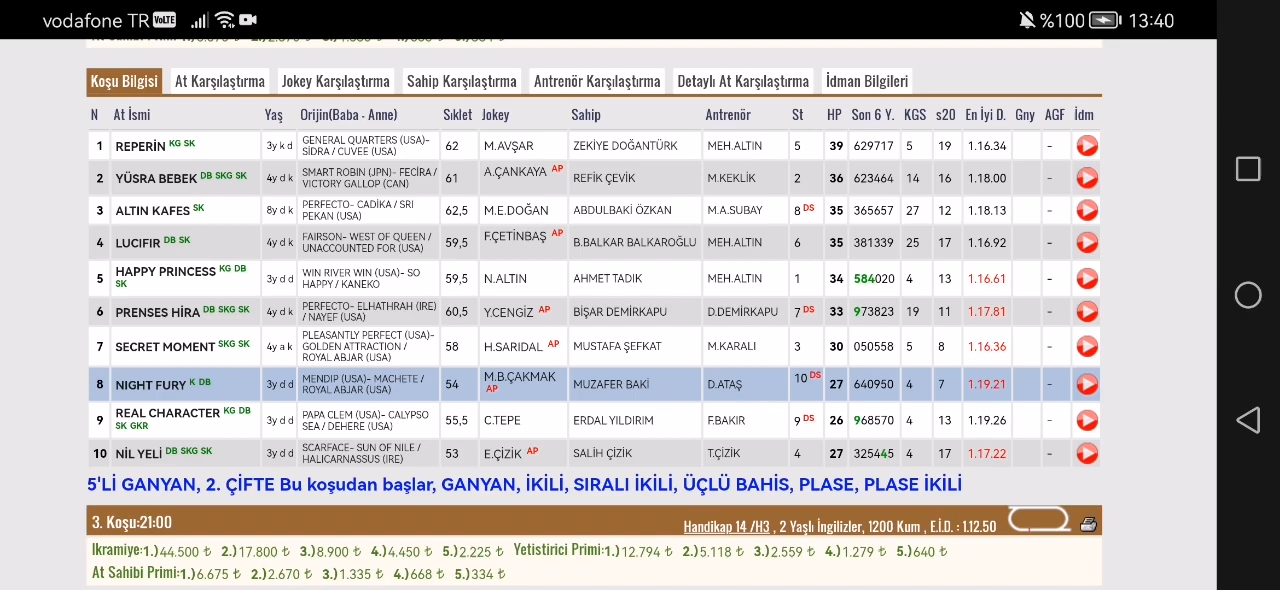 vodafone TR VoLTE %100 13:40
Koşu Bilgisi At Karşılaştırma Jokey Karşılaştırma Sahip Karşılaştırma Antrenör Karşılaştırma Detaylı At Karşılaştırma İdman Bilgileri
N At İsmi Yaş Orijin(Baba - Anne) Sıklet Jokey Sahip Antrenör St HP Son 6 Y. KGS s20 En İyi D. Gny AGF İdm
1 REPERİN KG SK 3y k d GENERAL QUARTERS (USA)- SİDRA / CUVEE (USA) 62 M.AVŞAR ZEKİYE DOĞANTÜRK MEH.ALTIN 5 39 629717 5 19 1.16.34 -
2 YÜSRA BEBEK DB SKG SK 4y d k SMART ROBIN (JPN)- FECİRA / VICTORY GALLOP (CAN) 61 A.ÇANKAYA AP REFİK ÇEVİK M.KEKLİK 2 36 623464 14 16 1.18.00 -
3 ALTIN KAFES SK 8y d k PERFECTO- CADİKA / SRI PEKAN (USA) 62,5 M.E.DOĞAN ABDULBAKİ ÖZKAN M.A.SUBAY 8 DS 35 365657 27 12 1.18.13 -
4 LUCIFIR DB SK 4y d k FAIRSON- WEST OF QUEEN / UNACCOUNTED FOR (USA) 59,5 F.ÇETİNBAŞ AP B.BALKAR BALKAROĞLU MEH.ALTIN 6 35 381339 25 17 1.16.92 -
5 HAPPY PRINCESS KG DB SK 3y d d WIN RIVER WIN (USA)- SO HAPPY / KANEKO 59,5 N.ALTIN AHMET TADIK MEH.ALTIN 1 34 584020 4 13 1.16.61 -
6 PRENSES HİRA DB SKG SK 4y d k PERFECTO- ELHATHRAH (IRE) / NAYEF (USA) 60,5 Y.CENGİZ AP BİŞAR DEMİRKAPU D.DEMİRKAPU 7 DS 33 973823 19 11 1.17.81 -
7 SECRET MOMENT SKG SK 4y a k PLEASANTLY PERFECT (USA)- GOLDEN ATTRACTION / ROYAL ABJAR (USA) 58 H.SARIDAL AP MUSTAFA ŞEFKAT M.KARALI 3 30 050558 5 8 1.16.36 -
8 NIGHT FURY K DB 3y d d MENDIP (USA)- MACHETE / ROYAL ABJAR (USA) 54 M.B.ÇAKMAK AP MUZAFER BAKİ D.ATAŞ 10 DS 27 640950 4 7 1.19.21 -
9 REAL CHARACTER KG DB SK GKR 3y d d PAPA CLEM (USA)- CALYPSO SEA / DEHERE (USA) 55,5 C.TEPE ERDAL YILDIRIM F.BAKIR 9 DS 26 968570 4 13 1.19.26 -
10 NİL YELİ DB SKG SK 3y d d SCARFACE- SUN OF NILE / HALICARNASSUS (IRE) 53 E.ÇİZİK AP SALİH ÇİZİK T.ÇİZİK 4 27 325445 4 17 1.17.22 -
5'Lİ GANYAN, 2. ÇİFTE Bu koşudan başlar, GANYAN, İKİLİ, SIRALI İKİLİ, ÜÇLÜ BAHİS, PLASE, PLASE İKİLİ
3. Koşu:21:00 Handikap 14 /H3 , 2 Yaşlı İngilizler, 1200 Kum , E.İ.D. : 1.12.50
Ikramiye:1.)44.500 ₺ 2.)17.800 ₺ 3.)8.900 ₺ 4.)4.450 ₺ 5.)2.225 ₺ Yetistirici Primi:1.)12.794 ₺ 2.)5.118 ₺ 3.)2.559 ₺ 4.)1.279 ₺ 5.)640 ₺
At Sahibi Primi:1.)6.675 ₺ 2.)2.670 ₺ 3.)1.335 ₺ 4.)668 ₺ 5.)334 ₺